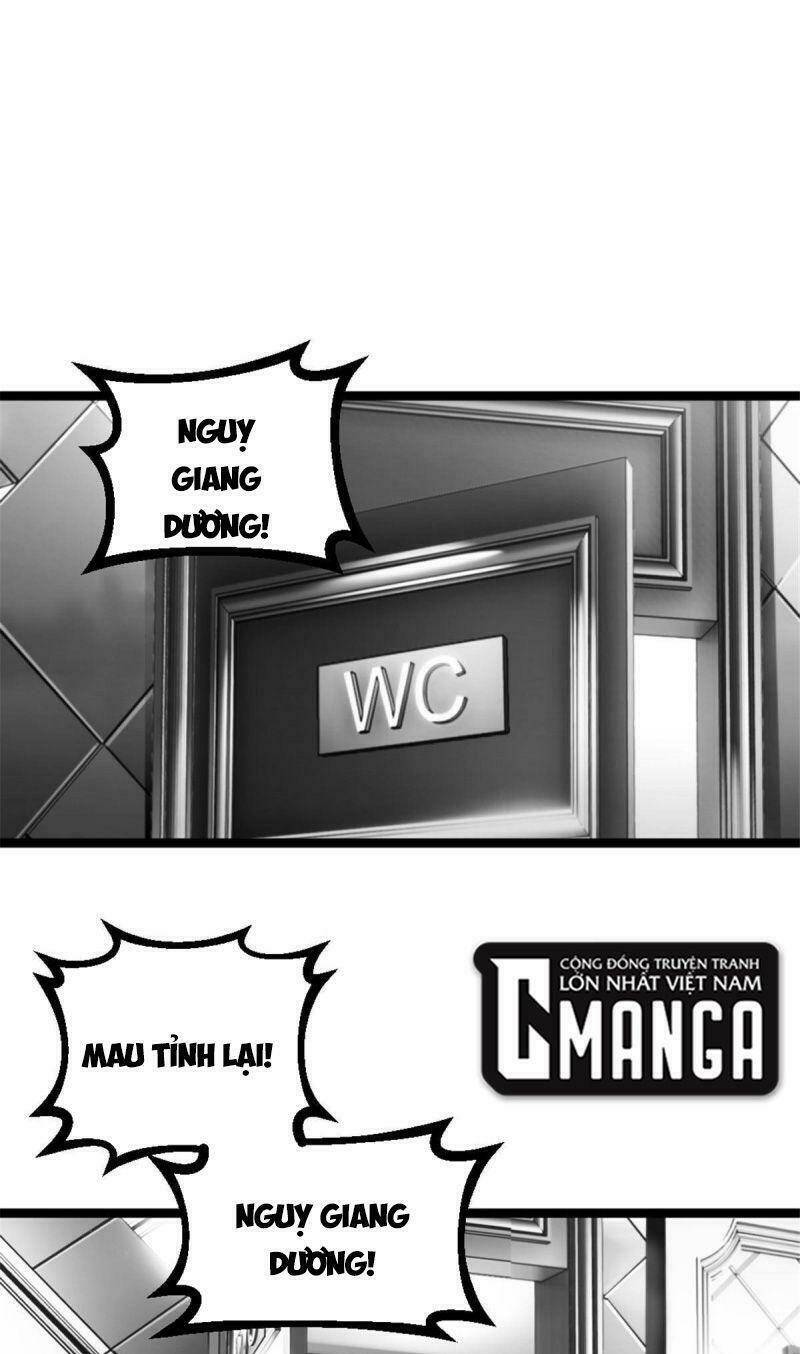 NGUỴ
GIANG
DƯƠNG!
WC
CỘNG ĐỒNG TRUYỆN TRANH
LỚN NHẤT VIỆT NAM
CMANGA
MAU TỈNH LẠI!
NGUỴ GIANG
DƯƠNG!